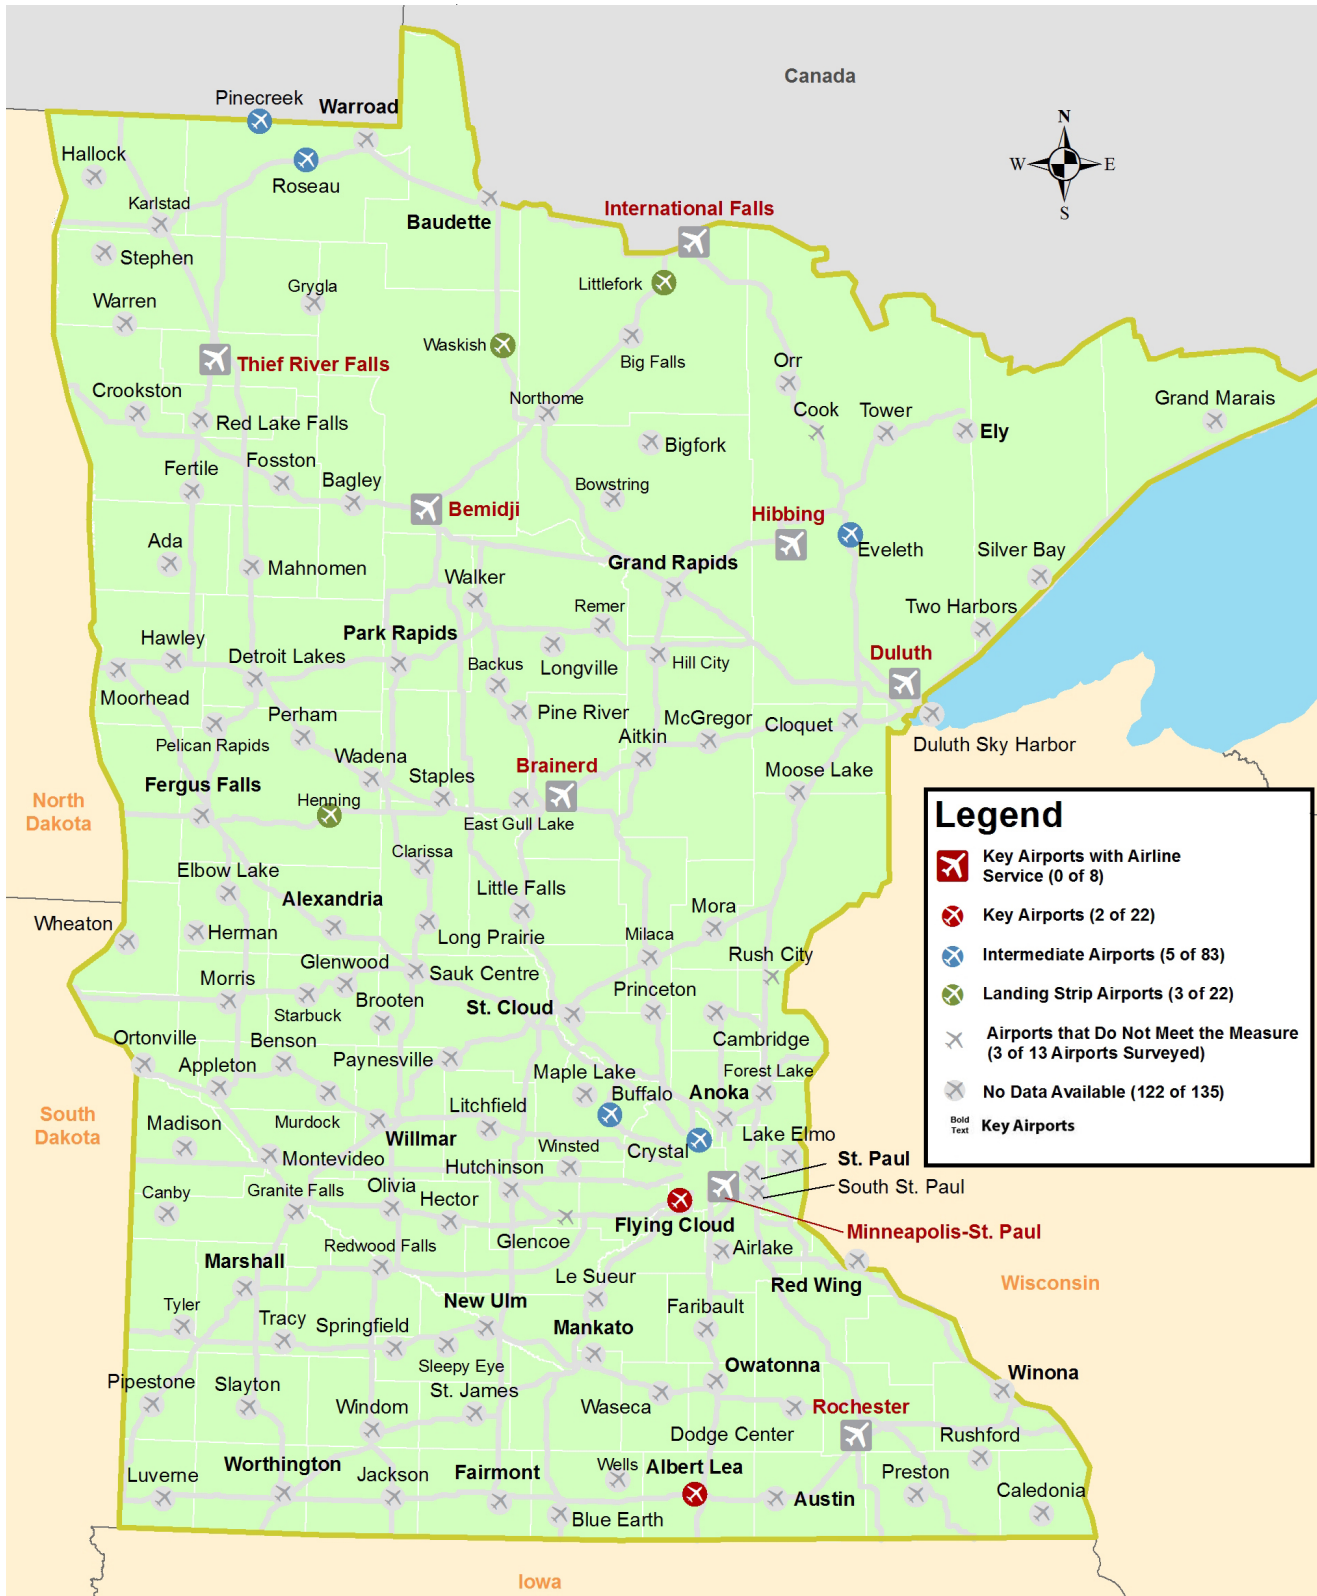 Canada
Pinecreek
Warroad
N
W
E
S
Hallock
Roseau
Karlstad
Baudette
International Falls
Stephen
Grygla
Littlefork
Warren
Waskish
Big Falls
Orr
Thief River Falls
Crookston
Northome
Cook
Tower
Grand Marais
Red Lake Falls
Ely
Bigfork
Fertile
Fosston
Bagley
Bowstring
Bemidji
Hibbing
Ada
Eveleth
Silver Bay
Mahnomen
Grand Rapids
Walker
Remer
Two Harbors
Park Rapids
Hawley
Detroit Lakes
Backus
Longville
Hill City
Duluth
Moorhead
Perham
Pine River
McGregor
Cloquet
Pelican Rapids
Aitkin
Duluth Sky Harbor
Wadena
Staples
Brainerd
Moose Lake
Fergus Falls
Henning
North
Dakota
East Gull Lake
Clarissa
Elbow Lake
Little Falls
Alexandria
Mora
Wheaton
Herman
Long Prairie
Milaca
Rush City
Glenwood
Sauk Centre
Morris
Princeton
Starbuck
Brooten
St. Cloud
Ortonville
Benson
Cambridge
Appleton
Paynesville
Maple Lake
Forest Lake
Buffalo
Anoka
South
Dakota
Madison
Murdock
Litchfield
Willmar
Winsted
Crystal
Lake Elmo
Montevideo
Hutchinson
St. Paul
Canby
Granite Falls
Olivia
Hector
South St. Paul
Flying Cloud
Minneapolis-St. Paul
Redwood Falls
Glencoe
Airlake
Marshall
Le Sueur
Red Wing
Wisconsin
Tyler
Tracy
Springfield
New Ulm
Faribault
Mankato
Sleepy Eye
Owatonna
Winona
Pipestone
Slayton
St. James
Windom
Waseca
Rochester
Dodge Center
Rushford
Worthington
Jackson
Fairmont
Wells
Albert Lea
Preston
Luverne
Austin
Caledonia
Blue Earth
Iowa
Legend
Key Airports with Airline
Service (0 of 8)
Key Airports (2 of 22)
Intermediate Airports (5 of 83)
Landing Strip Airports (3 of 22)
Airports that Do Not Meet the Measure
(3 of 13 Airports Surveyed)
No Data Available (122 of 135)
Bold
Text
Key Airports